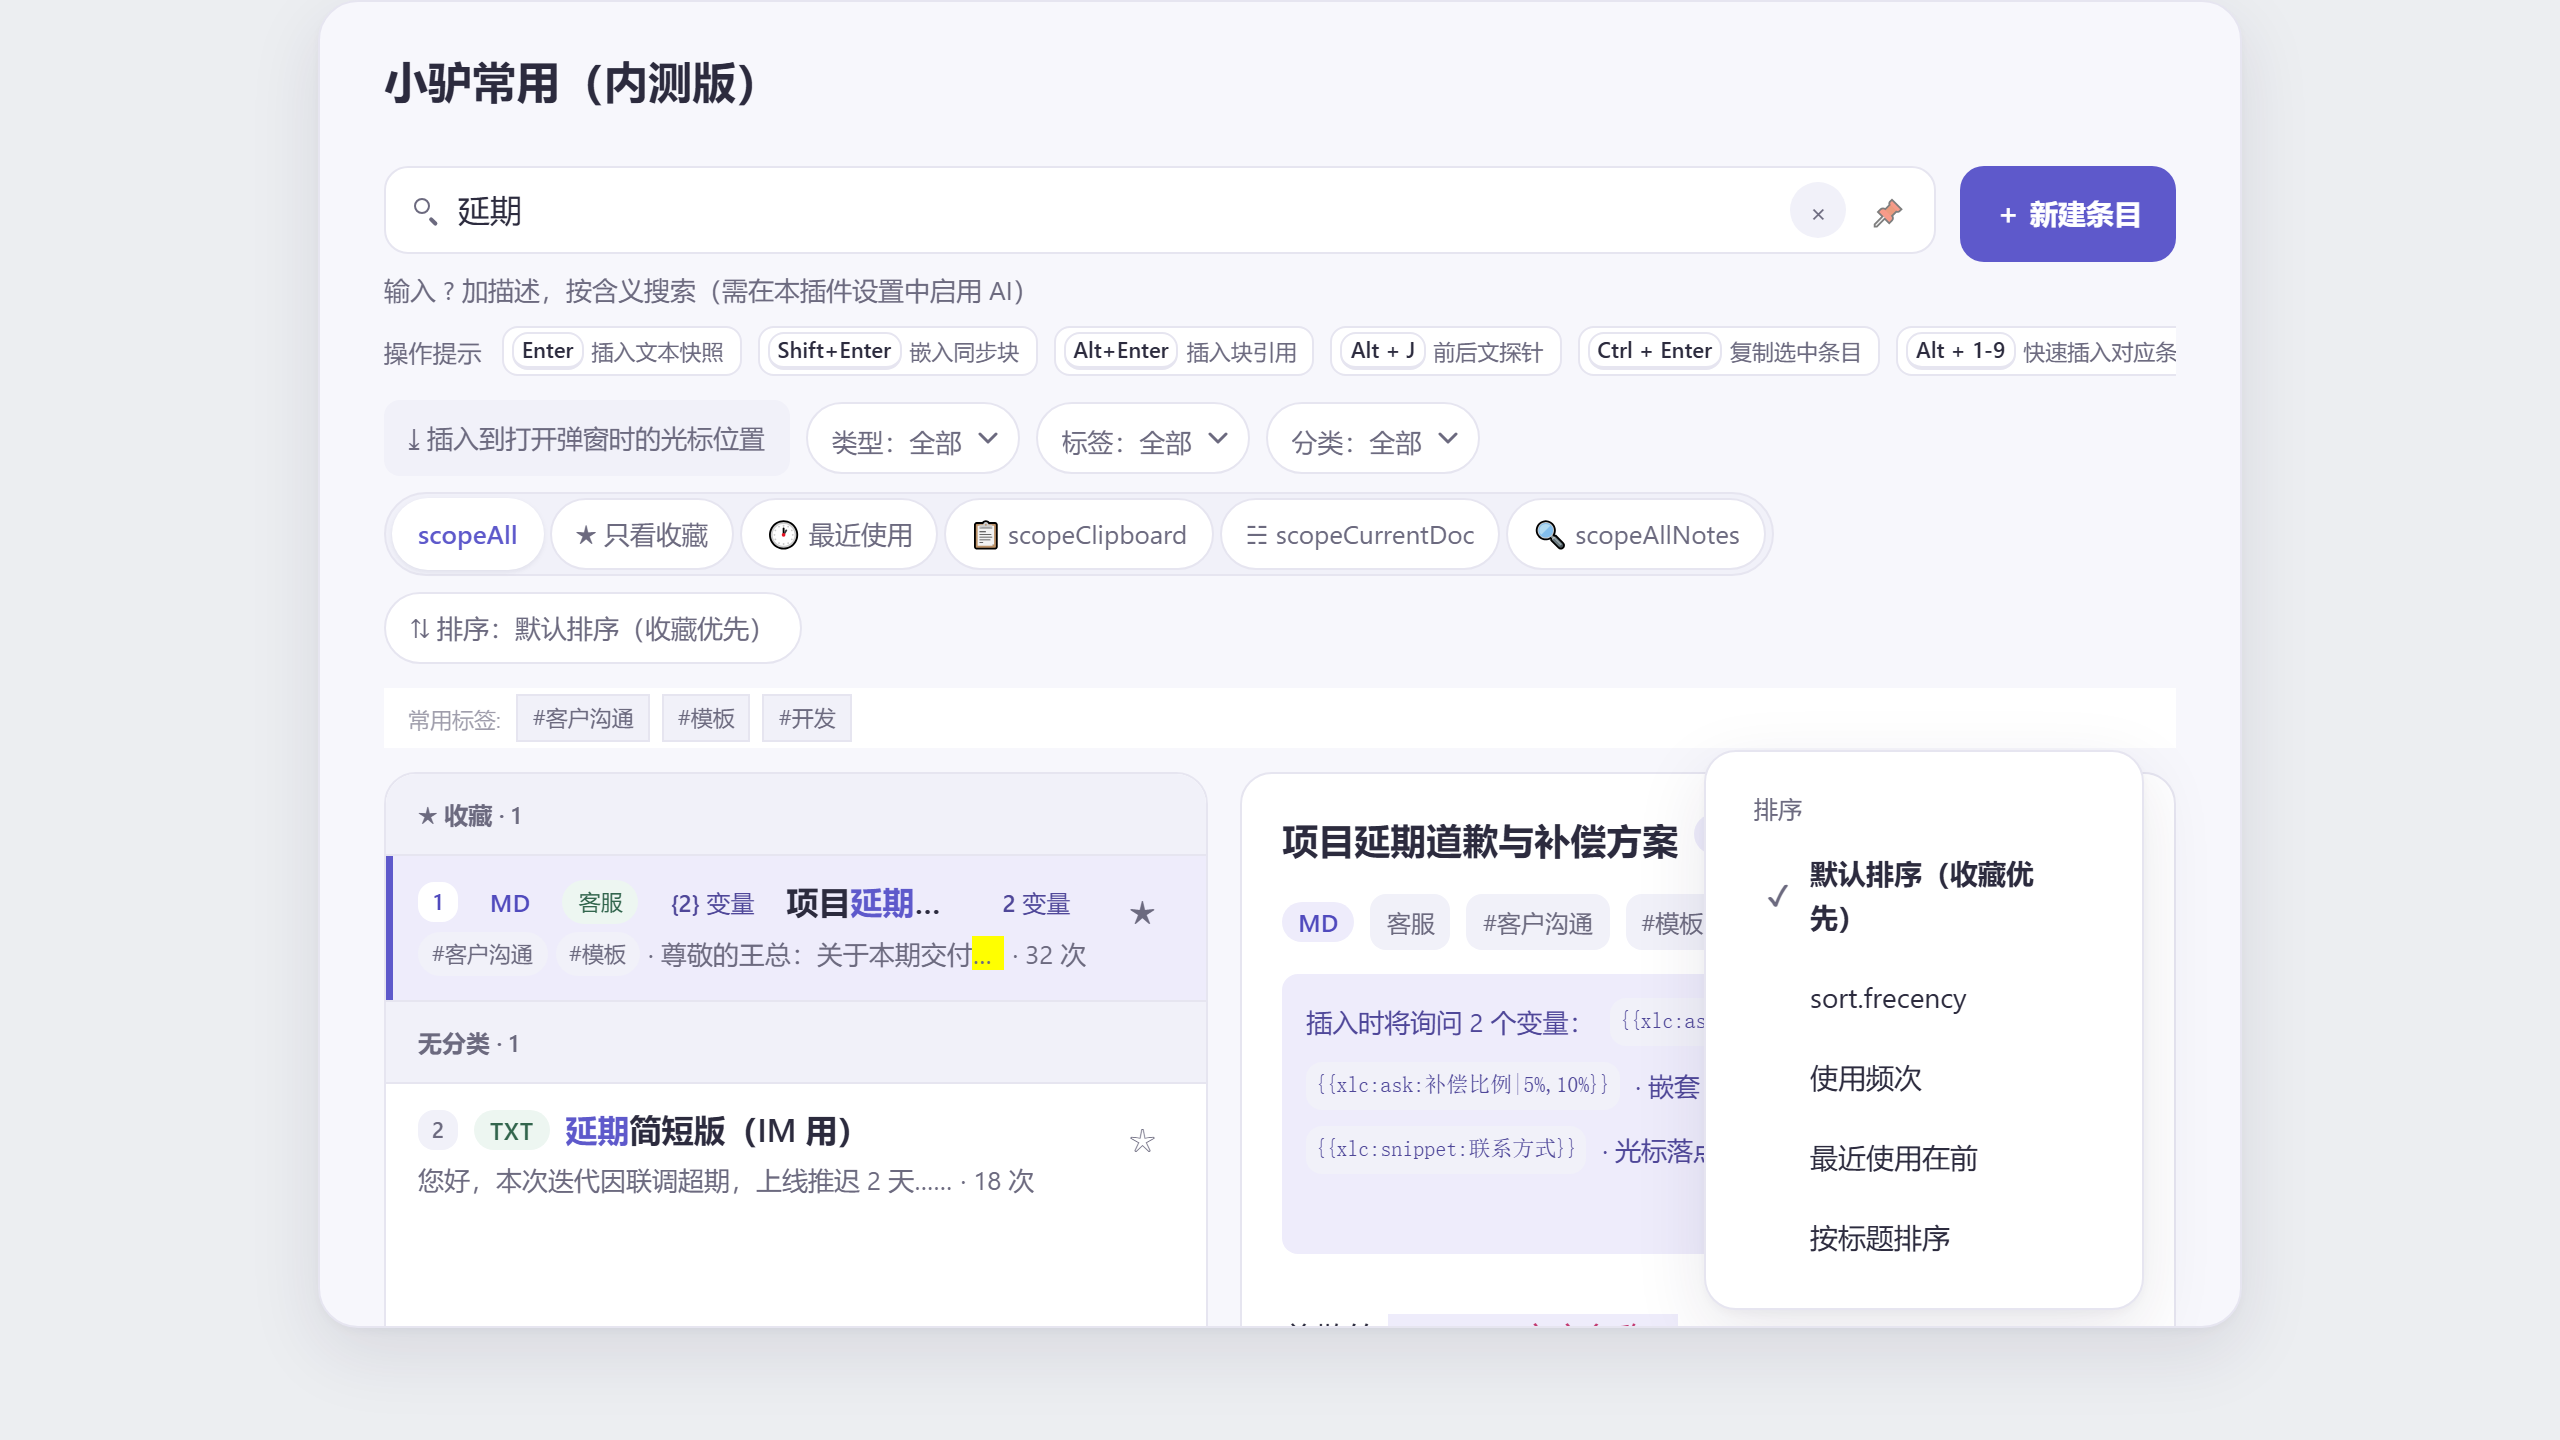 小驴常用（内测版）
延期
× 
+ 新建条目
输入 ? 加描述，按含义搜索（需在本插件设置中启用 AI）
操作提示 Enter 插入文本快照 Shift+Enter 嵌入同步块 Alt+Enter 插入块引用 Alt + J 前后文探针 Ctrl + Enter 复制选中条目 Alt + 1-9 快速插入对应条
⤓ 插入到打开弹窗时的光标位置 类型：全部 标签：全部 分类：全部
scopeAll ★ 只看收藏 🕐 最近使用 📋 scopeClipboard ☵ scopeCurrentDoc 🔍 scopeAllNotes
⇅ 排序：默认排序（收藏优先）
常用标签: #客户沟通 #模板 #开发
★ 收藏 · 1
1 MD 客服 {2} 变量 项目延期... 2 变量 ★
#客户沟通 #模板 · 尊敬的王总：关于本期交付... · 32 次
无分类 · 1
2 TXT 延期简短版（IM 用） ☆
您好，本次迭代因联调超期，上线推迟 2 天…… · 18 次
项目延期道歉与补偿方案
MD 客服 #客户沟通 #模板
插入时将询问 2 个变量： {{xlc:as
{{xlc:ask:补偿比例|5%,10%}} · 嵌套
{{xlc:snippet:联系方式}} · 光标落
排序
✓ 默认排序（收藏优
先）
sort.frecency
使用频次
最近使用在前
按标题排序